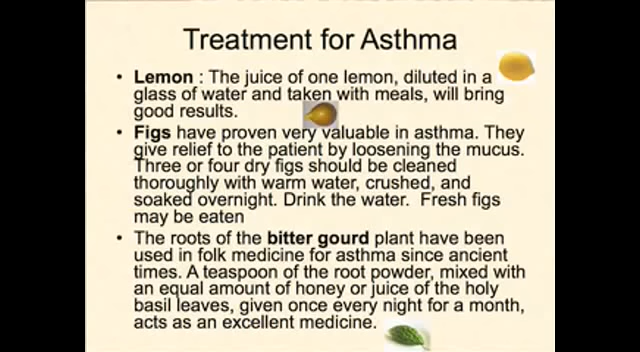 Treatment for Asthma
• Lemon : The juice of one lemon, diluted in a
glass of water and taken with meals, will bring
good results.
• Figs have proven very valuable in asthma. They
give relief to the patient by loosening the mucus.
Three or four dry figs should be cleaned
thoroughly with warm water, crushed, and
soaked overnight. Drink the water. Fresh figs
may be eaten
• The roots of the bitter gourd plant have been
used in folk medicine for asthma since ancient
times. A teaspoon of the root powder, mixed with
an equal amount of honey or juice of the holy
basil leaves, given once every night for a month,
acts as an excellent medicine.